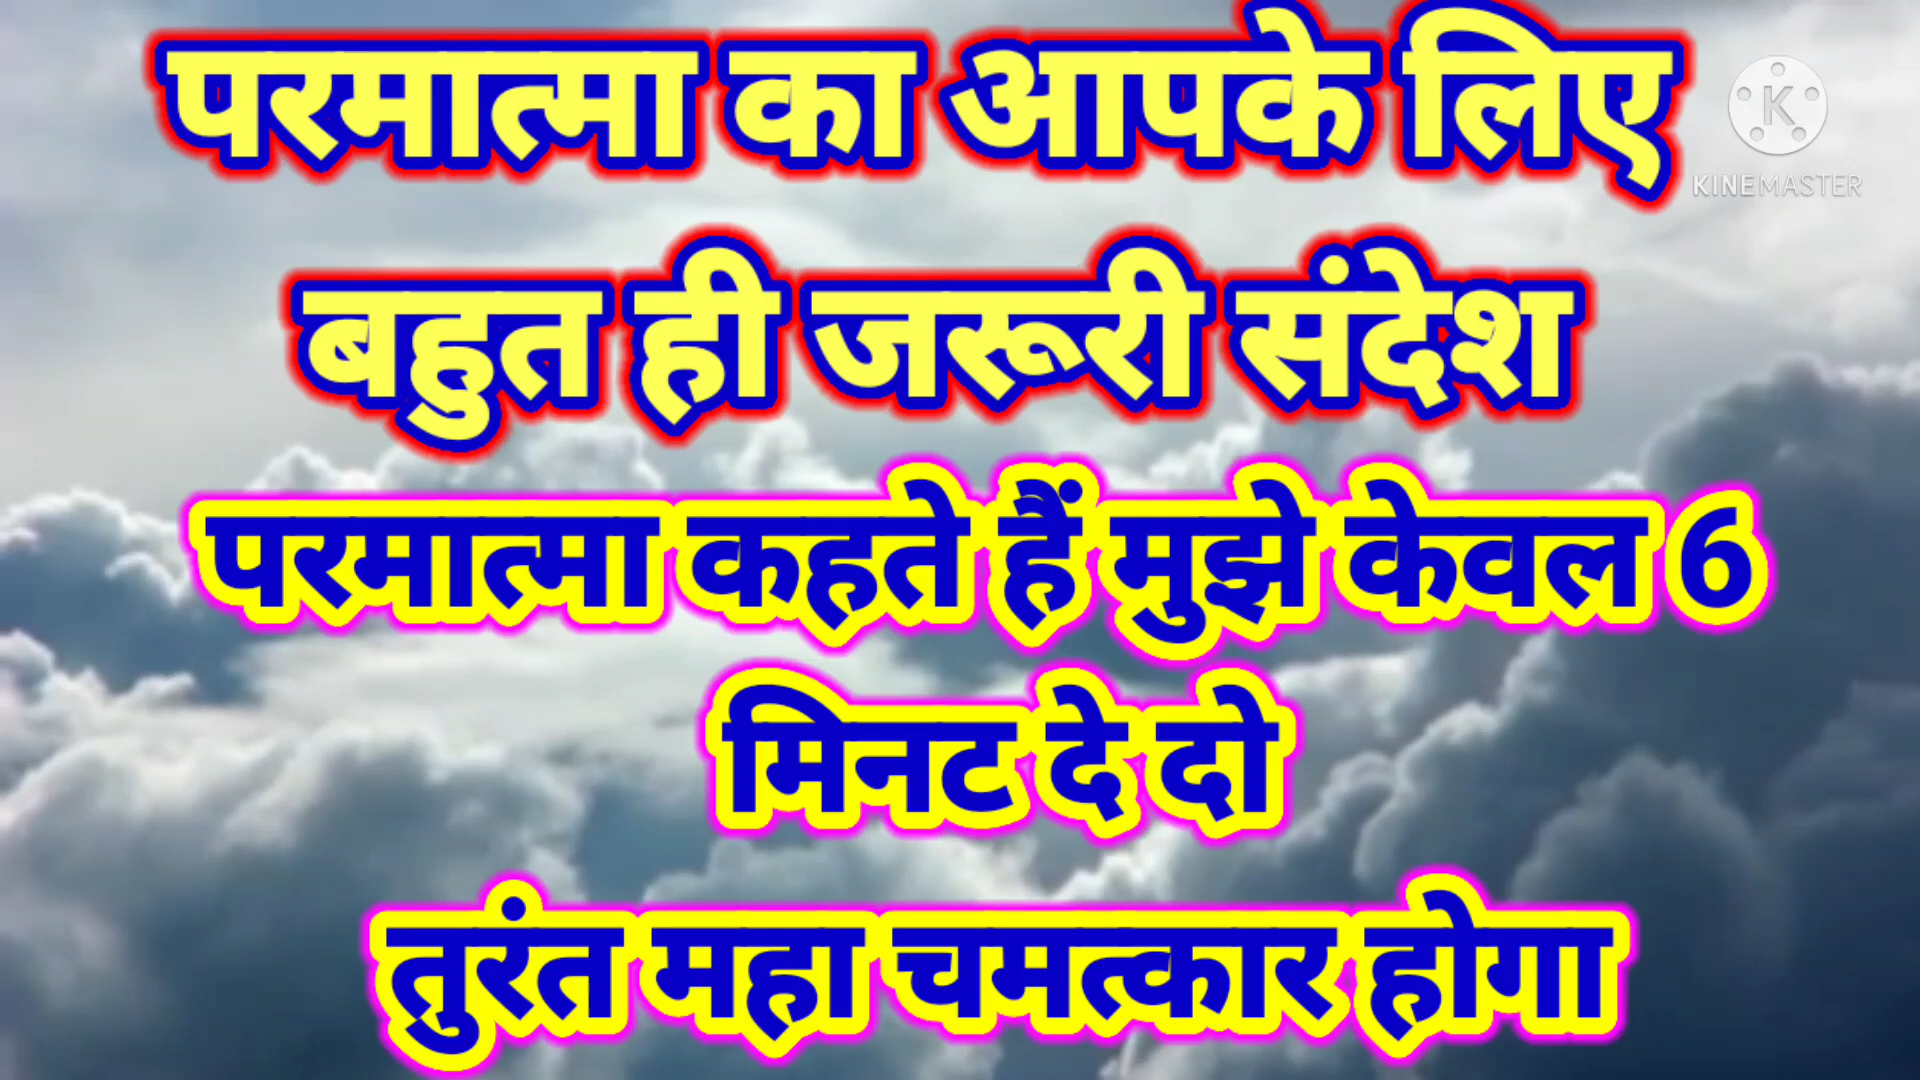 परमात्मा का आपके लिए
K
KINEMASTER
बहुत ही जरूरी संदेश
परमात्मा कहते हैं मुझे केवल 6
मिनट दे दो
तुरंत महा चमत्कार होगा